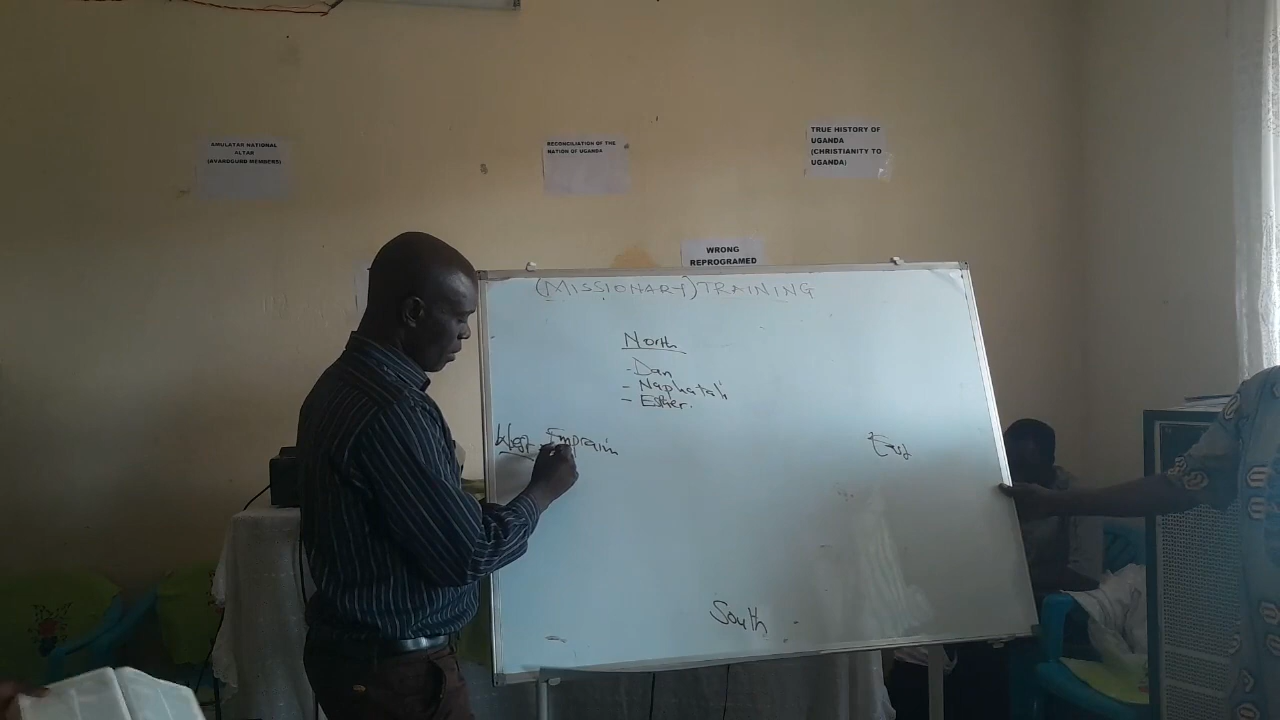 AMULATAR NATIONAL
ALTAR
(AVARDGURD MEMBERS)
RECONCILIATION OF THE
NATION OF UGANDA
TRUE HISTORY OF
UGANDA
(CHRISTIANITY TO
UGANDA)
WRONG
REPROGRAMED
(MISSIONARY) TRAINING
North
- Dan
- Naphatali
- Esther.
West Empraim
East
South